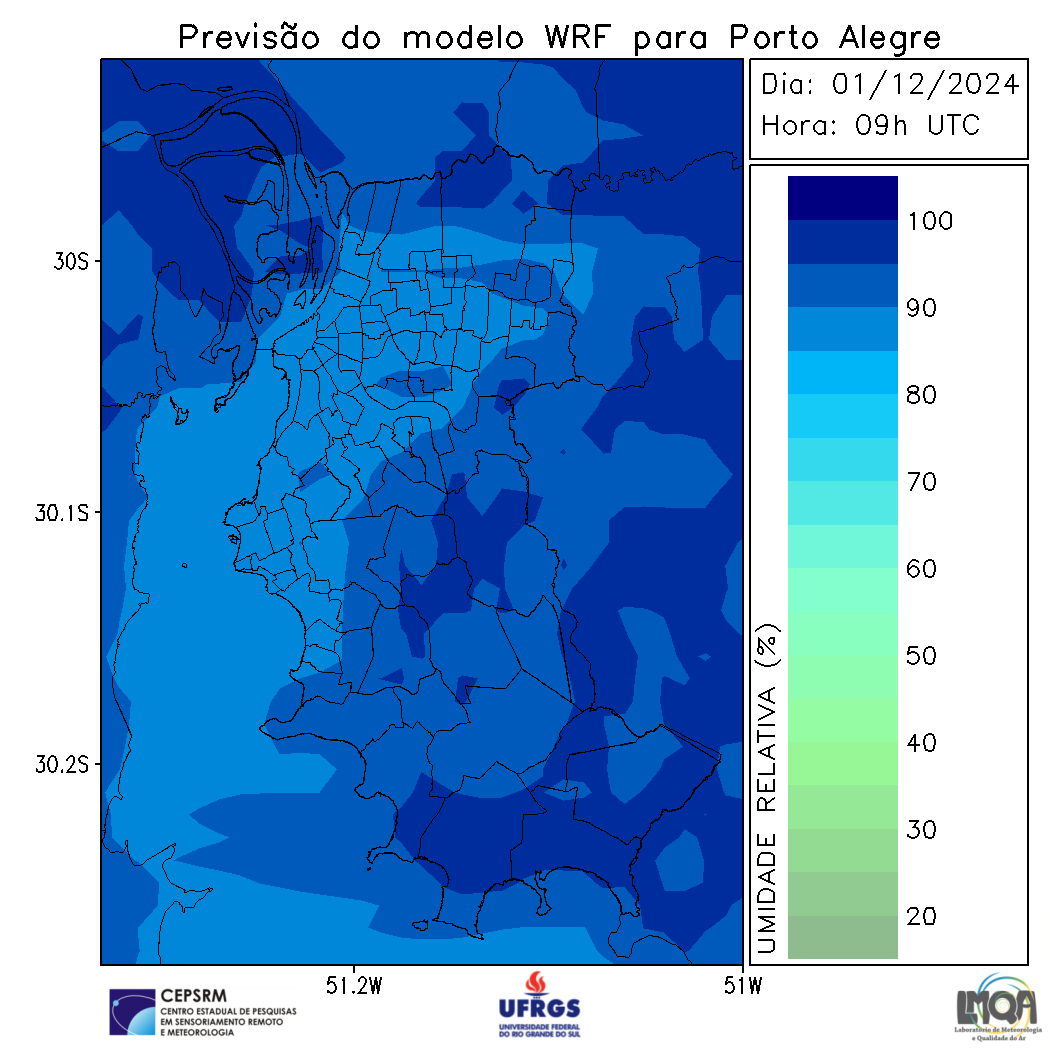 Previsão do modelo WRF para Porto Alegre
Dia: 01/12/2024
Hora: 09h UTC
30S
30.1S
30.2S
51.2W
51W
UMIDADE RELATIVA (%)
100
90
80
70
60
50
40
30
20
CEPSRM
CENTRO ESTADUAL DE PESQUISAS
EM SENSORIAMENTO REMOTO
E METEOROLOGIA
UFRGS
UNIVERSIDADE FEDERAL
DO RIO GRANDE DO SUL
LMQA
Laboratório de Meteorologia
e Qualidade do Ar